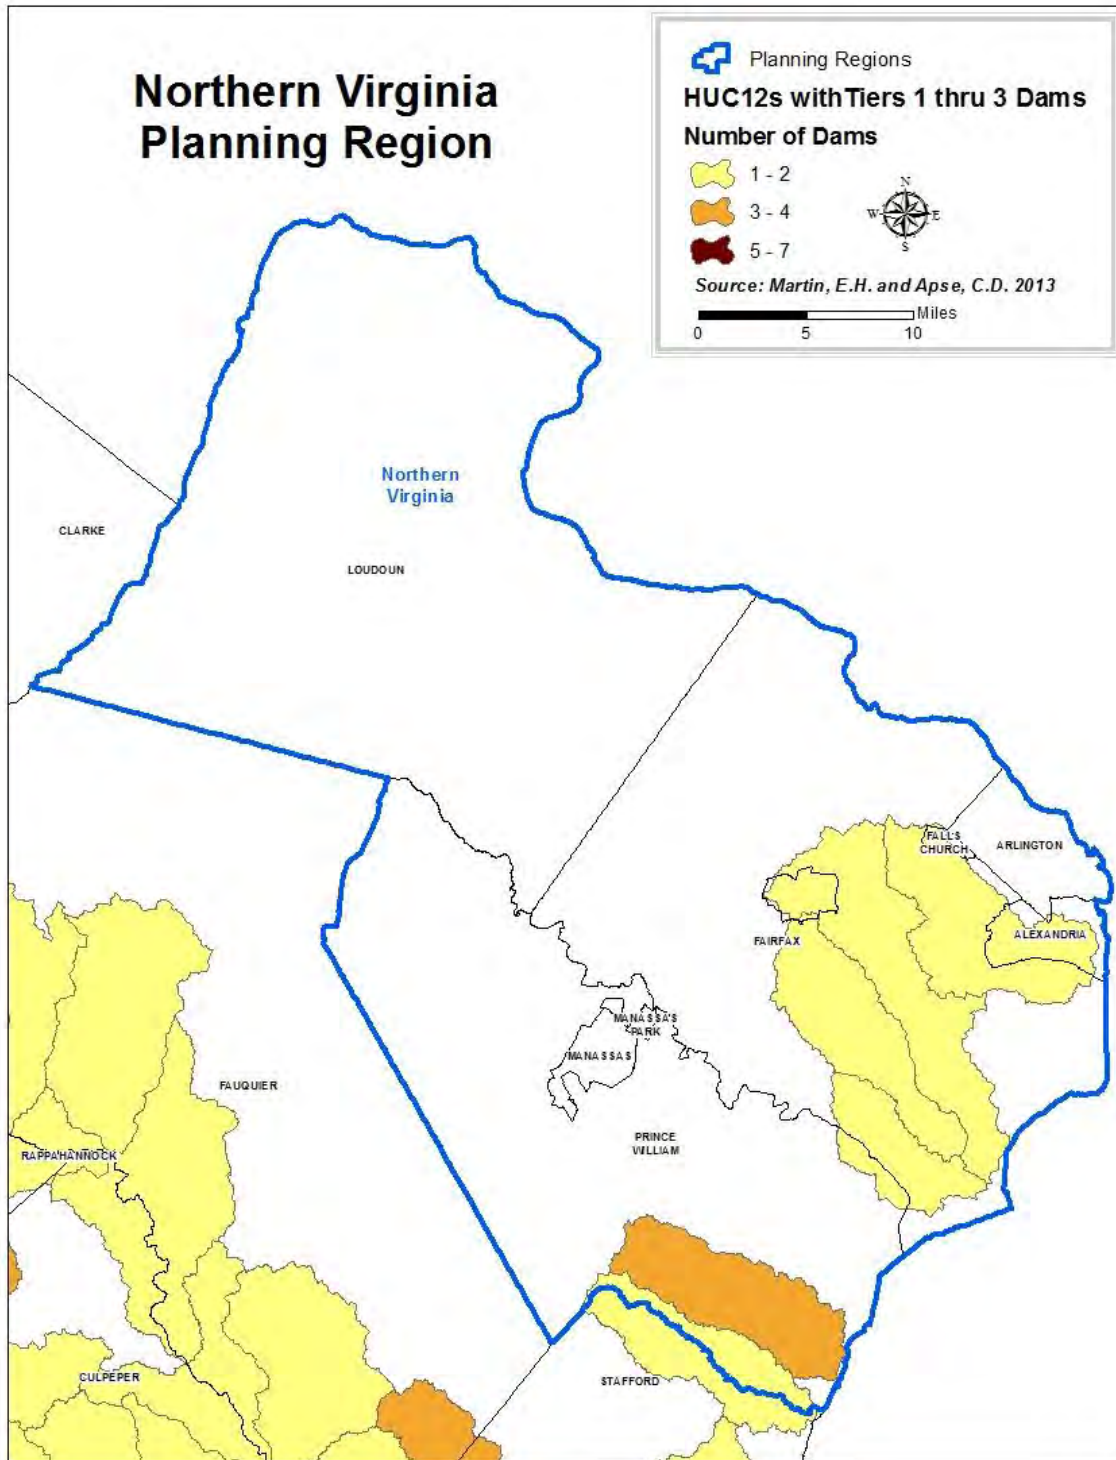 Northern Virginia
Planning Region
Planning Regions
HUC12s withTiers 1 thru 3 Dams
Number of Dams
1 - 2
3 - 4
5 - 7
N
W
E
S
Source: Martin, E.H. and Apse, C.D. 2013
Miles
0 5 10
Northern
Virginia
CLARKE
LOUDOUN
FALLS
CHURCH
ARLINGTON
FAIRFAX
ALEXANDRIA
MANASSAS
PARK
MANASSAS
FAUQUIER
PRINCE
WILLIAM
RAPPAHANNOCK
CULPEPER
STAFFORD